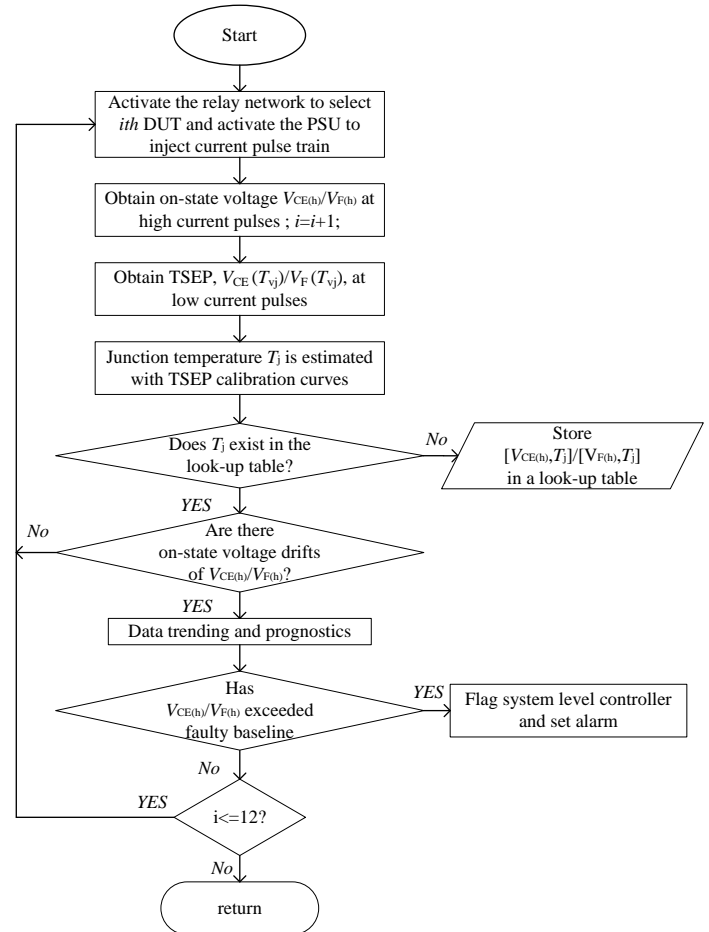 Start
Activate the relay network to select
ith DUT and activate the PSU to
inject current pulse train
Obtain on-state voltage VCE(h)/VF(h) at
high current pulses ; i=i+1;
Obtain TSEP, VCE (Tvj)/VF (Tvj), at
low current pulses
Junction temperature Tj is estimated
with TSEP calibration curves
Does Tj exist in the
look-up table?
No
Store
[VCE(h),Tj]/[VF(h),Tj]
in a look-up table
YES
No
Are there
on-state voltage drifts
of VCE(h)/VF(h)?
YES
Data trending and prognostics
Has
VCE(h)/VF(h) exceeded
faulty baseline
YES
Flag system level controller
and set alarm
No
YES
i<=12?
No
return